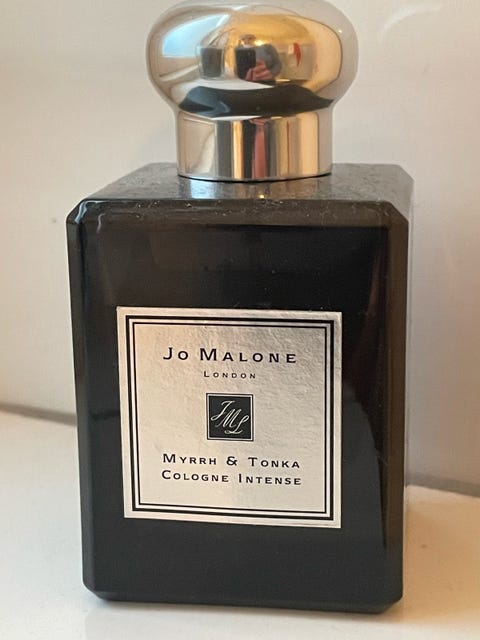 Jo Malone
London
JML
Myrrh & Tonka
Cologne Intense